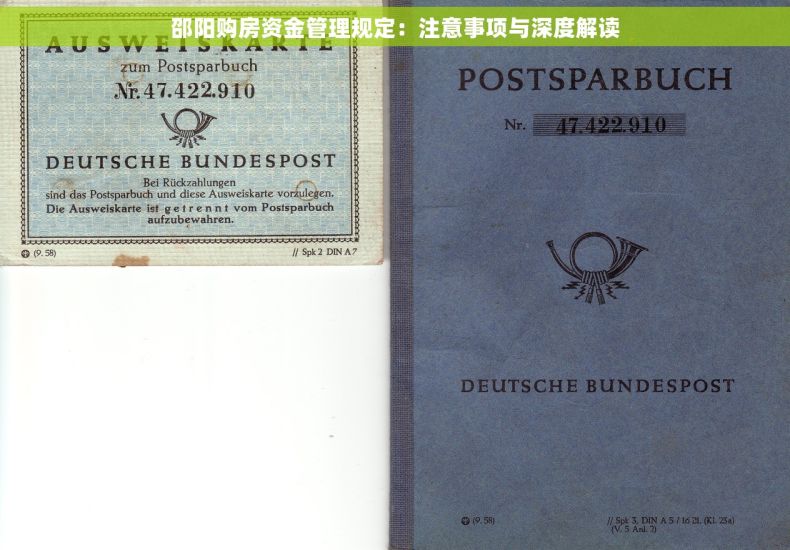 邵阳购房资金管理规定：注意事项与深度解读
AUSWEISKARTE
zum Postsparbuch
Nr. 47.422.910
DEUTSCHE BUNDESPOST
Bei Rückzahlungen
sind das Postsparbuch und diese Ausweiskarte vorzulegen.
Die Ausweiskarte ist getrennt vom Postsparbuch
aufzubewahren.
(9. 58)
// Spk 2 DIN A 7
POSTSPARBUCH
Nr. 47.422.910
DEUTSCHE BUNDESPOST
(9. 58)
// Spk 3, DIN A 5 / 16 Bl. (Kl. 23a)
(V. 5 Anl. 2)